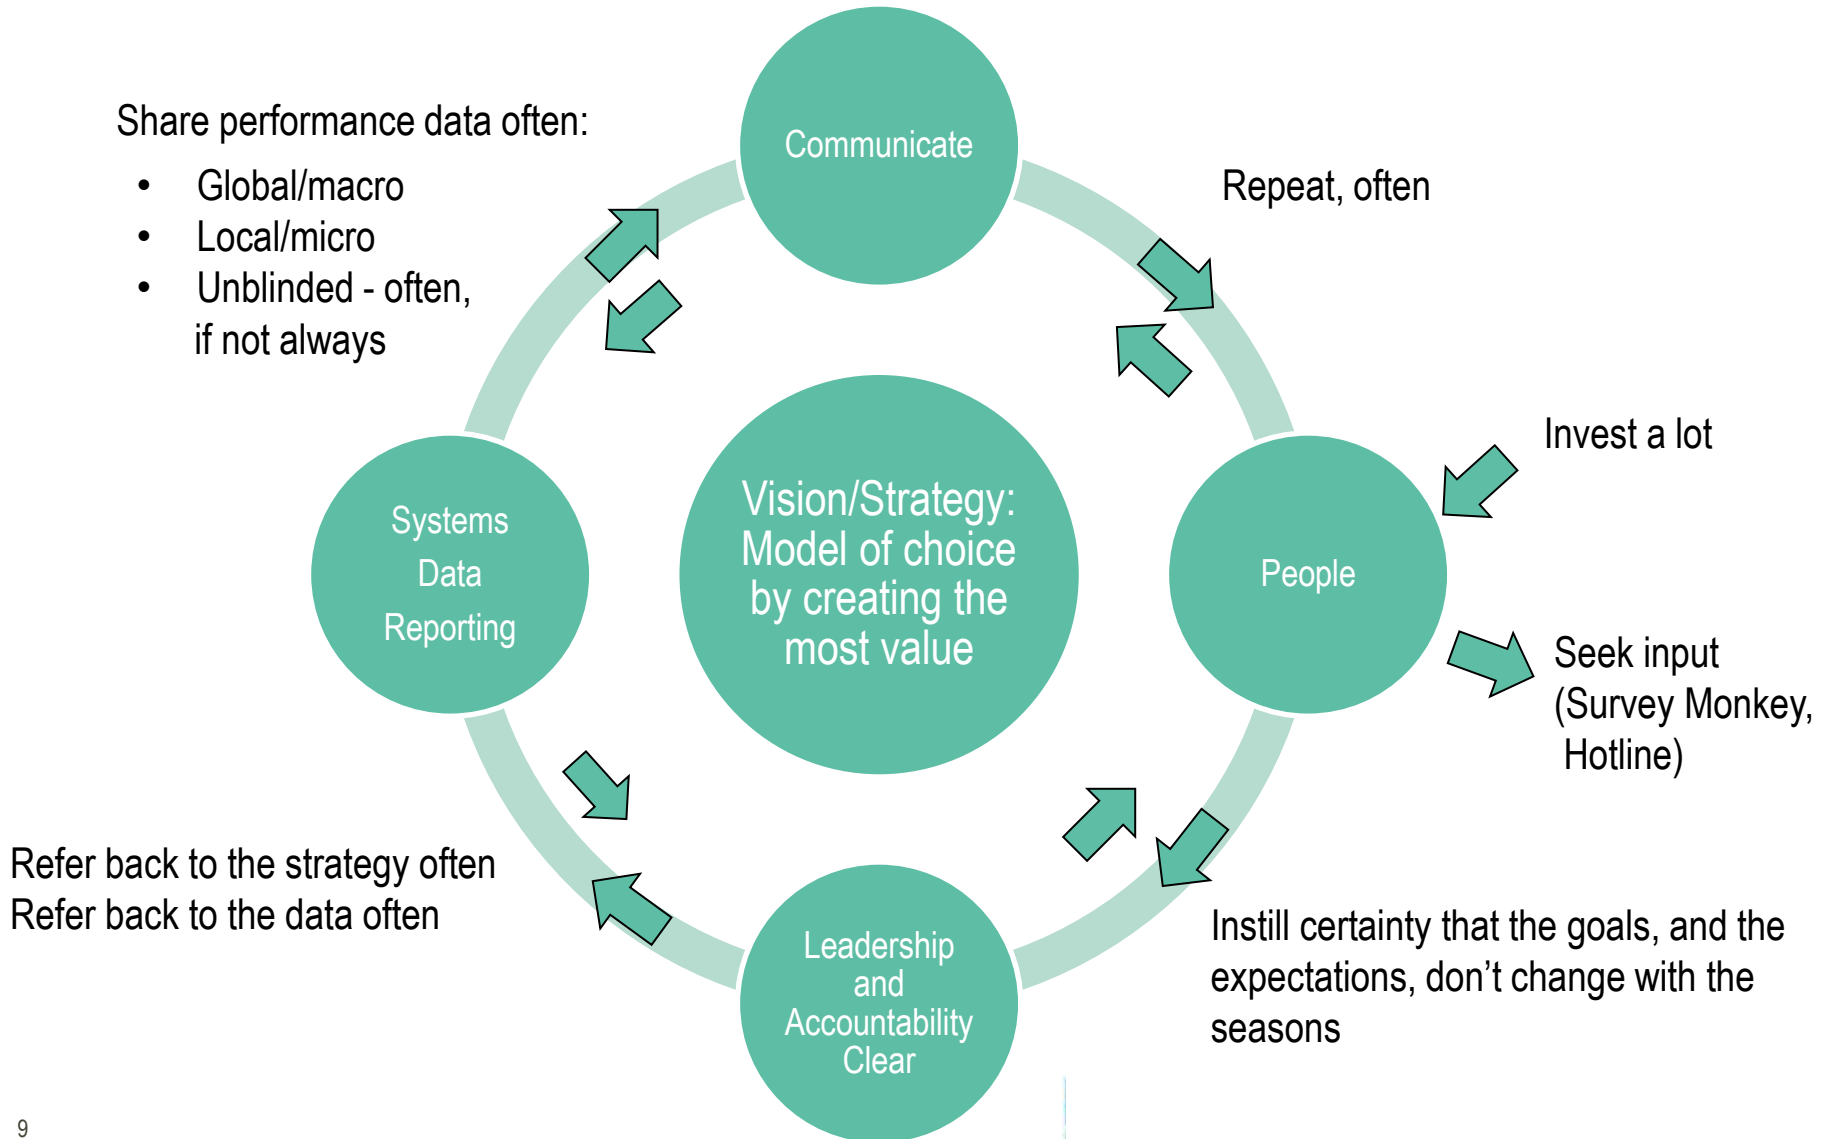 Communicate
Share performance data often:
• Global/macro
• Local/micro
• Unblinded - often,
if not always
Repeat, often
Invest a lot
Systems
Data
Reporting
Vision/Strategy:
Model of choice
by creating the
most value
People
Seek input
(Survey Monkey,
Hotline)
Refer back to the strategy often
Refer back to the data often
Leadership
and
Accountability
Clear
Instill certainty that the goals, and the
expectations, don’t change with the
seasons
9